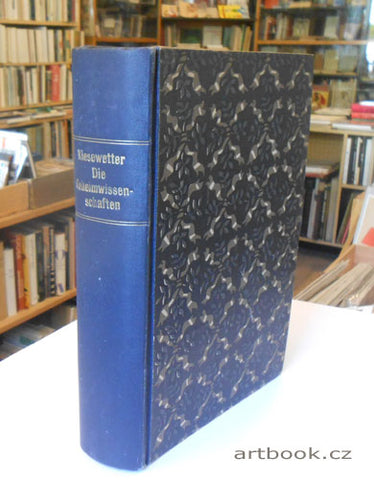 Kiesewetter
Die
Geheimwissen-
schaften
artbook.cz